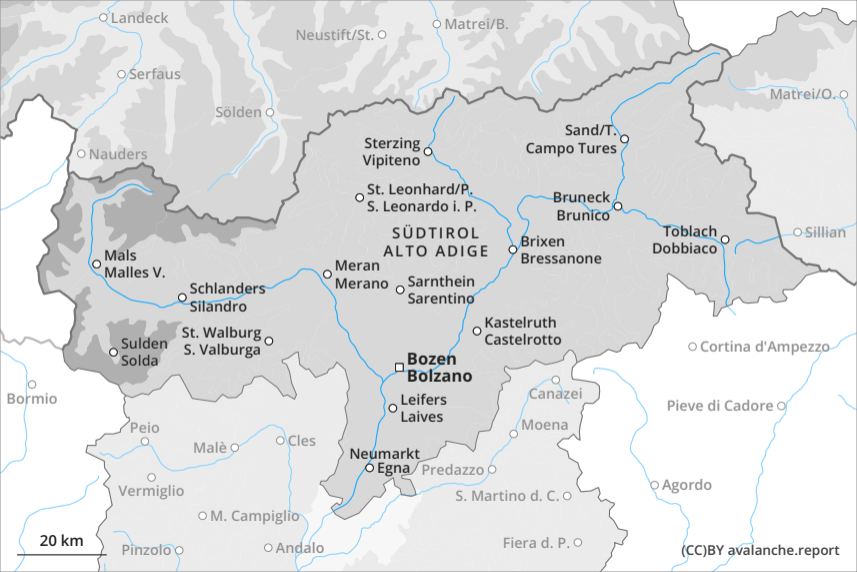 Landeck
Matrei/B.
Neustift/St.
Serfaus
Matrei/O.
Sölden
Sand/T.
Campo Tures
Sterzing
Vipiteno
Nauders
St. Leonhard/P.
S. Leonardo i. P.
Bruneck
Brunico
SÜDTIROL
ALTO ADIGE
Toblach
Dobbiaco
Sillian
Brixen
Bressanone
Mals
Malles V.
Meran
Merano
Sarnthein
Sarentino
Schlanders
Silandro
St. Walburg
S. Valburga
Kastelruth
Castelrotto
Sulden
Solda
Cortina d'Ampezzo
Bozen
Bolzano
Bormio
Canazei
Leifers
Laives
Pieve di Cadore
Peio
Moena
Malè
Cles
Neumarkt
Egna
Predazzo
Vermiglio
Agordo
S. Martino d. C.
M. Campiglio
20 km
Pinzolo
Andalo
Fiera d. P.
(CC)BY avalanche.report